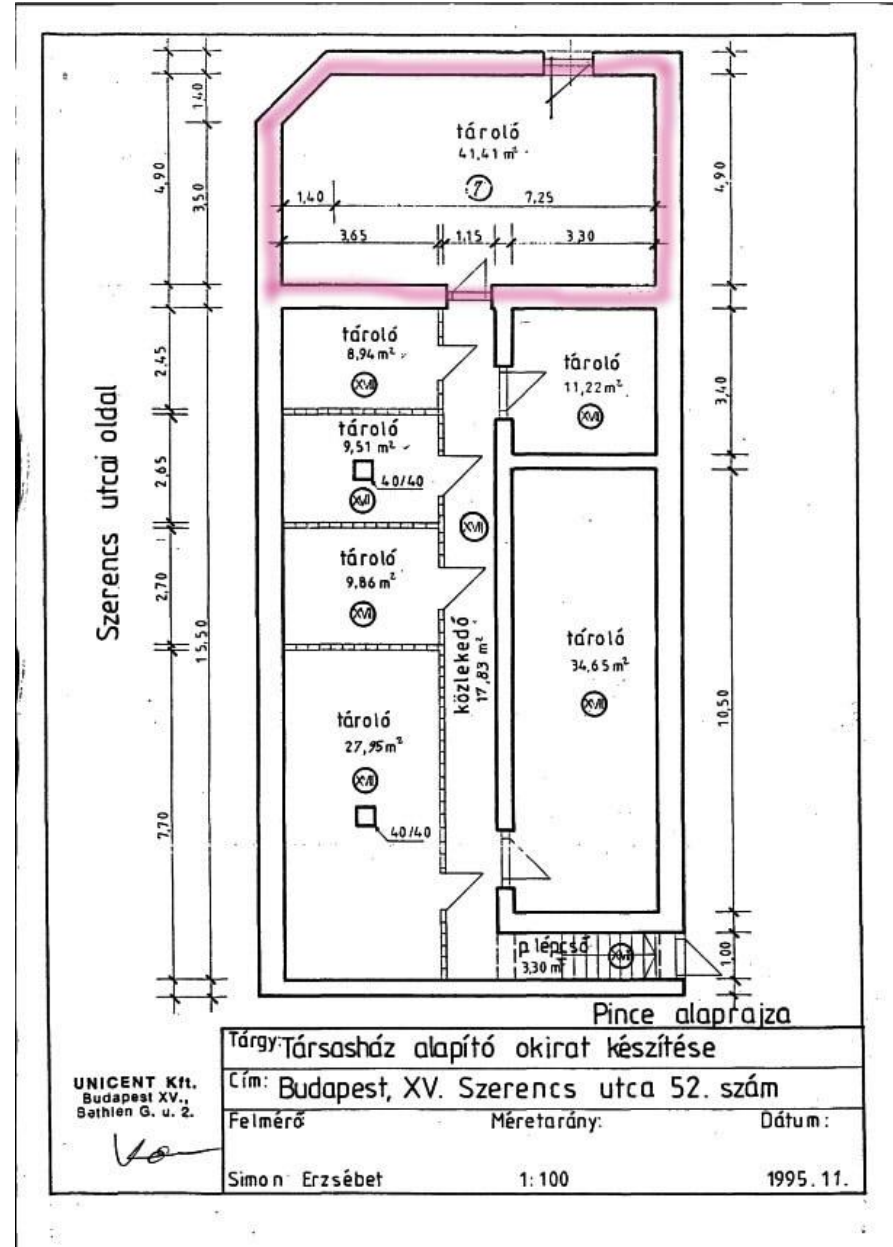 1,40
4,90
3,50
tároló
41,41 m²
7
1,40
7,25
3,65
1,15
3,30
4,90
Szerencs utcai oldal
2,45
2,65
2,70
15,50
7,70
tároló
8,94 m²
XVII
tároló
9,51 m²
40/40
XVII
tároló
9,86 m²
XVII
tároló
27,95 m²
XVII
40/40
közlekedő
17,83 m²
XVII
tároló
11,22 m²
XVII
tároló
34,65 m²
XVII
3,40
10,50
1,00
p. lépcső
3,30 m²
XVII
Pince alaprajza
Tárgy: Társasház alapító okirat készítése
Cím: Budapest, XV. Szerencs utca 52. szám
Felmérő: Méretarány: Dátum:
Simon Erzsébet 1:100 1995.11.
UNICENT Kft.
Budapest XV.,
Bethlen G. u. 2.